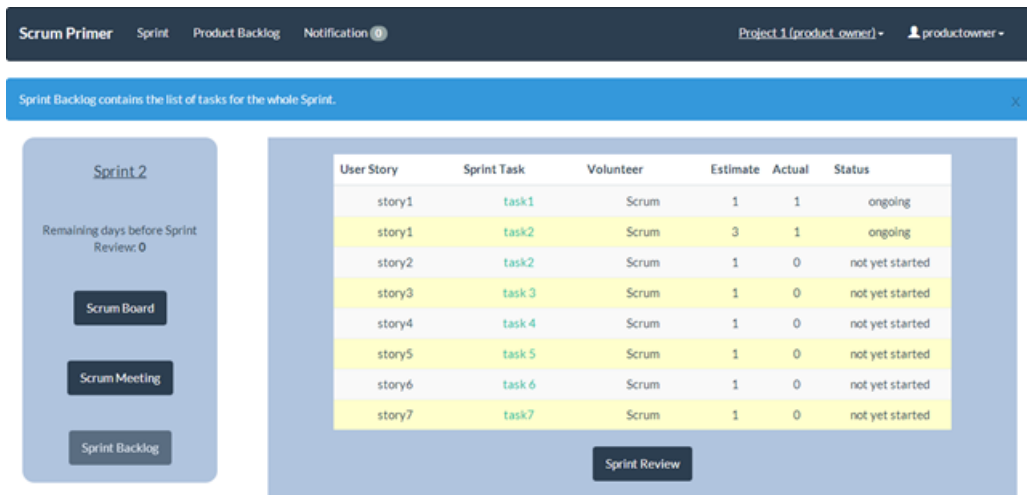 Scrum Primer Sprint Product Backlog Notification 0 Project 1 (product_owner) productowner
Sprint Backlog contains the list of tasks for the whole Sprint. x
Sprint 2
Remaining days before Sprint
Review: 0
Scrum Board
Scrum Meeting
Sprint Backlog
User Story Sprint Task Volunteer Estimate Actual Status
story1 task1 Scrum 1 1 ongoing
story1 task2 Scrum 3 1 ongoing
story2 task2 Scrum 1 0 not yet started
story3 task 3 Scrum 1 0 not yet started
story4 task 4 Scrum 1 0 not yet started
story5 task 5 Scrum 1 0 not yet started
story6 task 6 Scrum 1 0 not yet started
story7 task7 Scrum 1 0 not yet started
Sprint Review